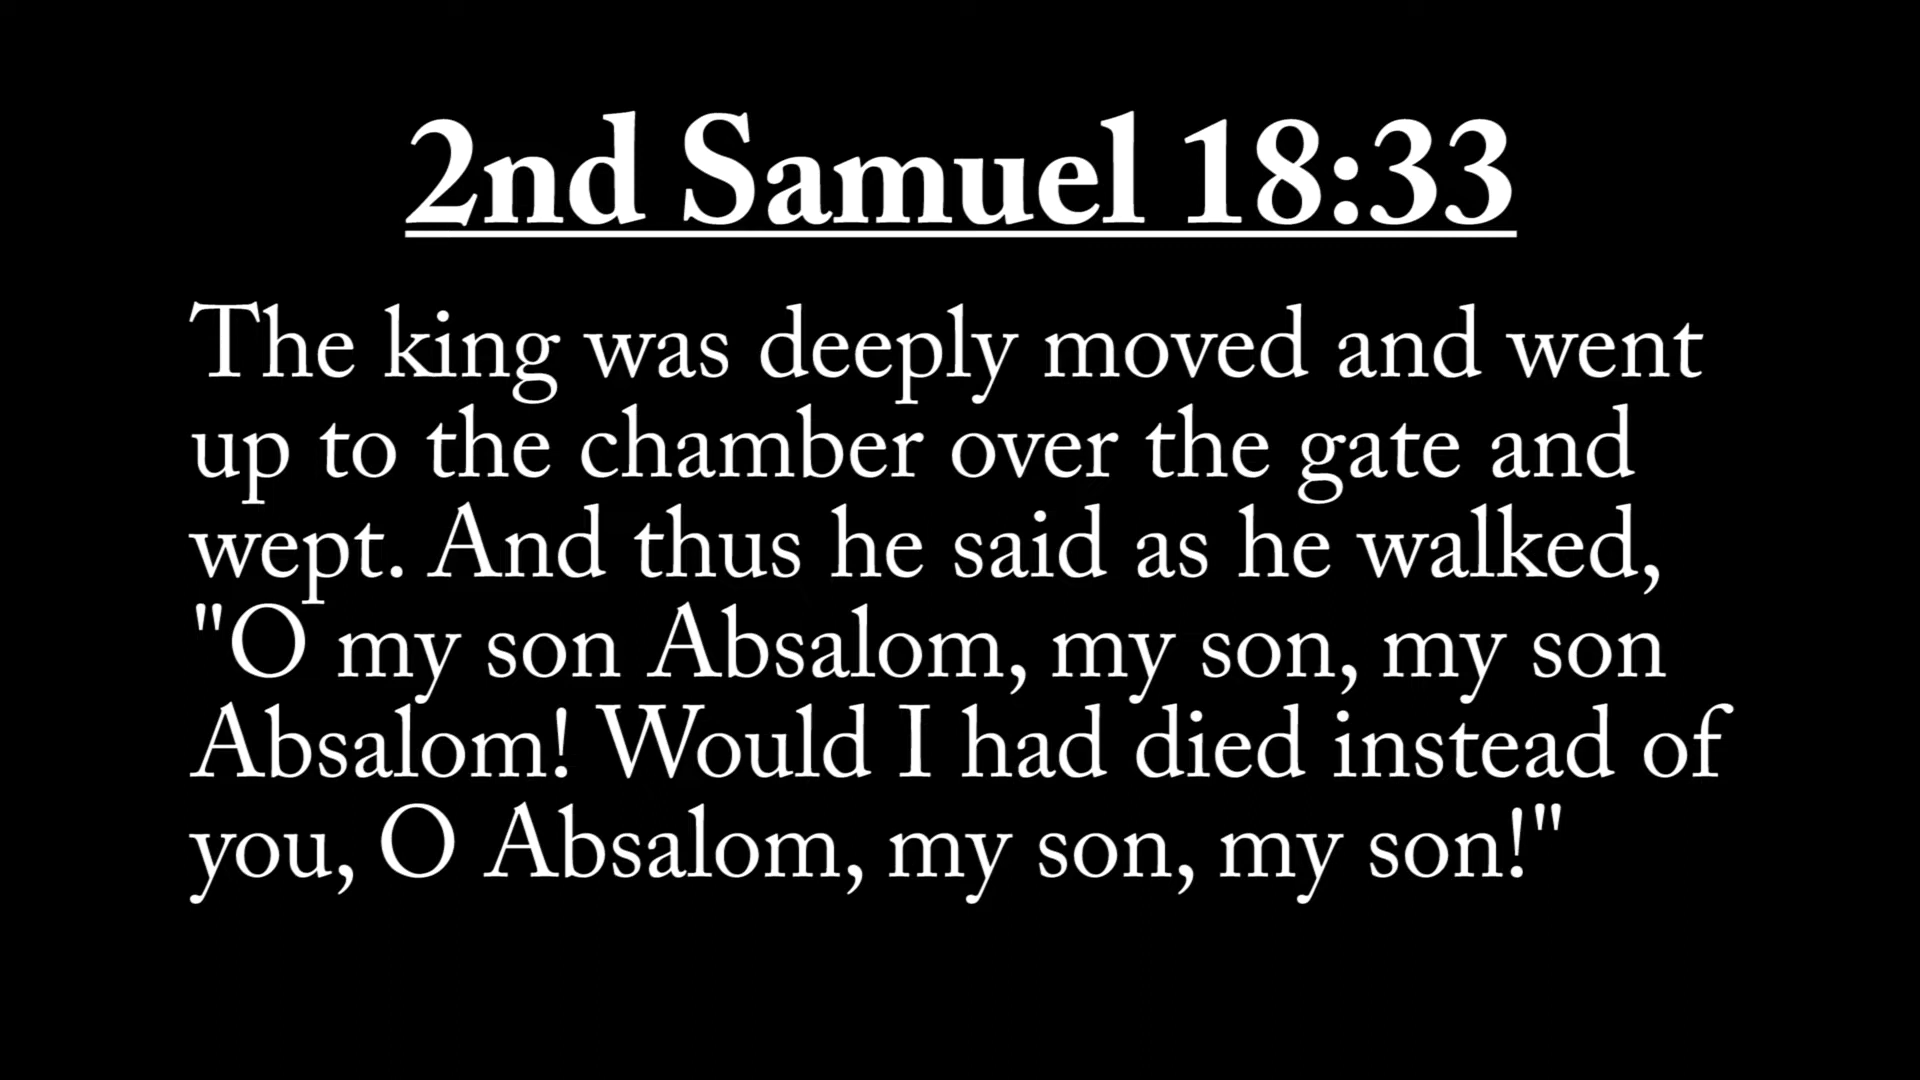 2nd Samuel 18:33
The king was deeply moved and went
up to the chamber over the gate and
wept. And thus he said as he walked,
"O my son Absalom, my son, my son
Absalom! Would I had died instead of
you, O Absalom, my son, my son!"